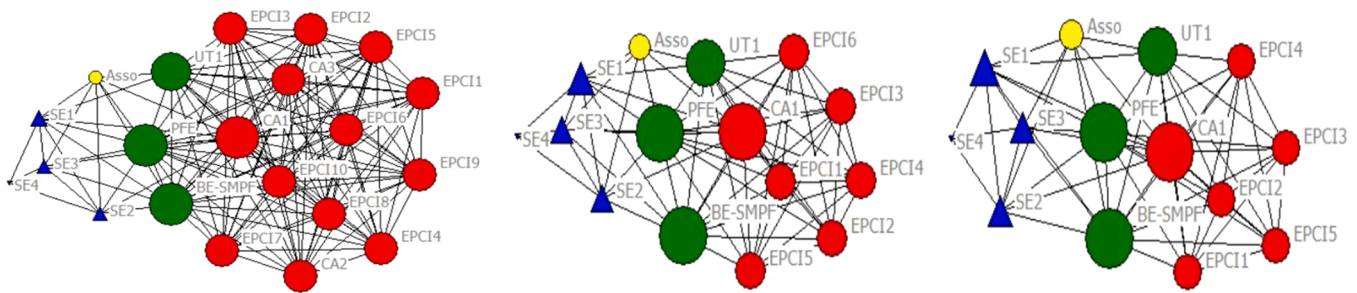 EPCI3
EPCI2
EPCI5
UT1
CA3
Asso
EPCI1
SE1
PFE
CA1
EPCI6
SE3
EPCI9
SE4
EPCI10
BE-SMPF
SE2
EPCI8
EPCI7
EPCI4
CA2
Asso
UT1
EPCI6
SE1
PFE
CA1
EPCI3
SE3
SE4
EPCI1
EPCI4
SE2
BE-SMPF
EPCI2
EPCI5
Asso
UT1
EPCI4
SE1
PFE
SE3
CA1
EPCI3
SE4
EPCI2
SE2
BE-SMPF
EPCI5
EPCI1